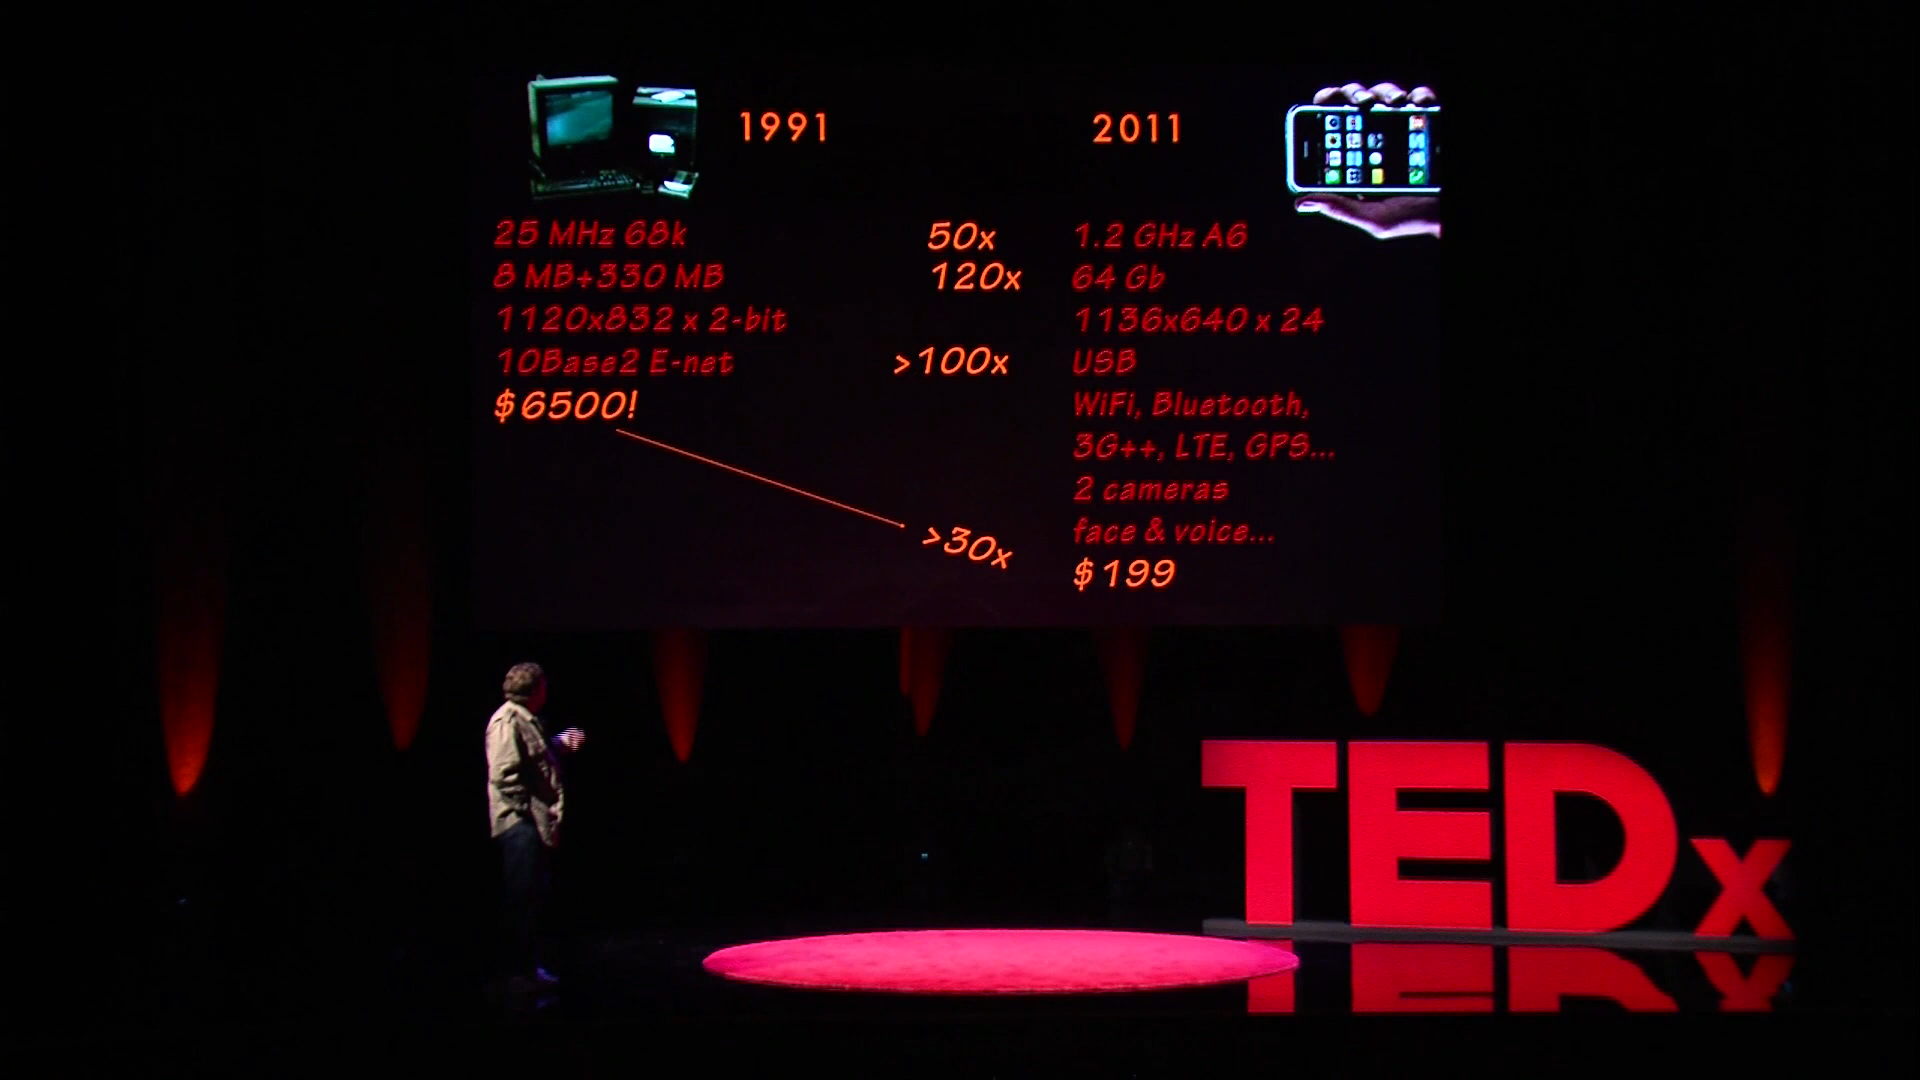 1991
25 MHz 68k
8 MB+330 MB
1120x832 x 2-bit
10Base2 E-net
$6500!
50x
120x
>100x
>30x
2011
1.2 GHz A6
64 Gb
1136x640 x 24
USB
WiFi, Bluetooth,
3G++, LTE, GPS...
2 cameras
face & voice...
$199
TEDx